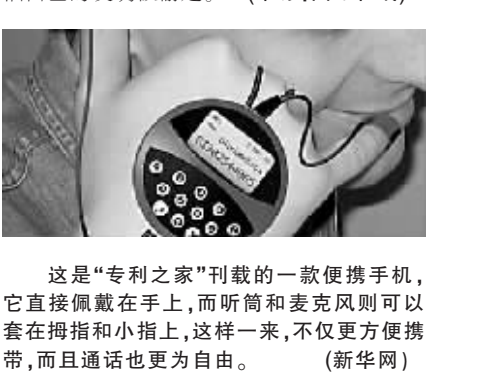 这是“专利之家”刊载的一款便携手机,
它直接佩戴在手上,而听筒和麦克风则可以
套在拇指和小指上,这样一来,不仅更方便携
带,而且通话也更为自由。 (新华网)